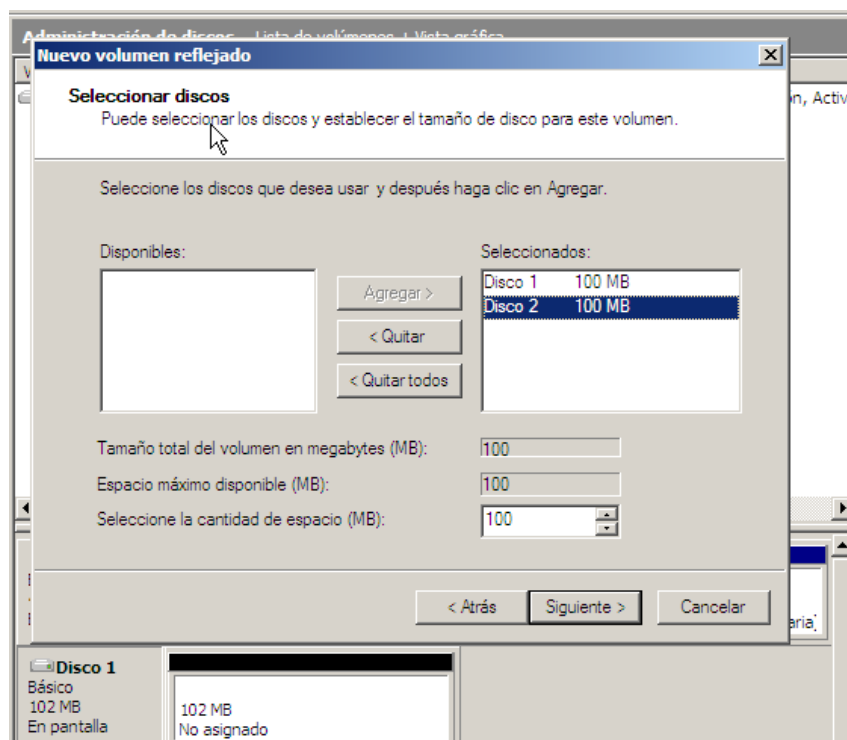 Administración de discos Lista de volúmenes + Vista gráfica
Nuevo volumen reflejado
Seleccionar discos
Puede seleccionar los discos y establecer el tamaño de disco para este volumen.
ón, Activ
Seleccione los discos que desea usar y después haga clic en Agregar.
Disponibles:
Seleccionados:
Agregar >
< Quitar
< Quitar todos
Disco 1 100 MB
Disco 2 100 MB
Tamaño total del volumen en megabytes (MB): 100
Espacio máximo disponible (MB): 100
Seleccione la cantidad de espacio (MB): 100
< Atrás
Siguiente >
Cancelar
aria
Disco 1
Básico
102 MB
En pantalla
102 MB
No asignado